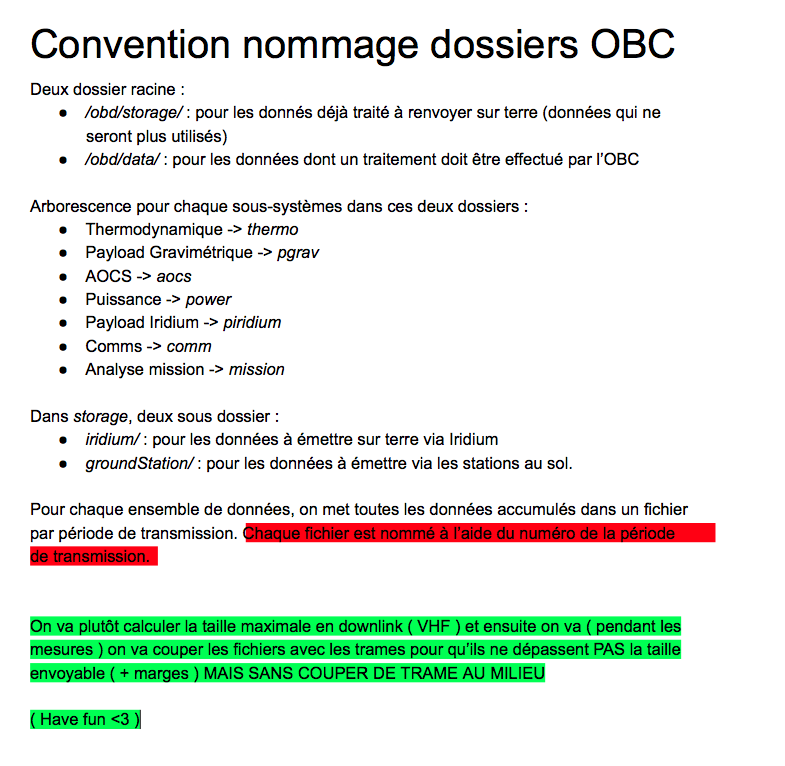 Convention nommage dossiers OBC
Deux dossier racine :
● /obd/storage/ : pour les donnés déjà traité à renvoyer sur terre (données qui ne
seront plus utilisés)
● /obd/data/ : pour les données dont un traitement doit être effectué par l’OBC
Arborescence pour chaque sous-systèmes dans ces deux dossiers :
● Thermodynamique -> thermo
● Payload Gravimétrique -> pgrav
● AOCS -> aocs
● Puissance -> power
● Payload Iridium -> piridium
● Comms -> comm
● Analyse mission -> mission
Dans storage, deux sous dossier :
● iridium/ : pour les données à émettre sur terre via Iridium
● groundStation/ : pour les données à émettre via les stations au sol.
Pour chaque ensemble de données, on met toutes les données accumulés dans un fichier
par période de transmission. Chaque fichier est nommé à l’aide du numéro de la période
de transmission.
On va plutôt calculer la taille maximale en downlink ( VHF ) et ensuite on va ( pendant les
mesures ) on va couper les fichiers avec les trames pour qu’ils ne dépassent PAS la taille
envoyable ( + marges ) MAIS SANS COUPER DE TRAME AU MILIEU
( Have fun <3 )